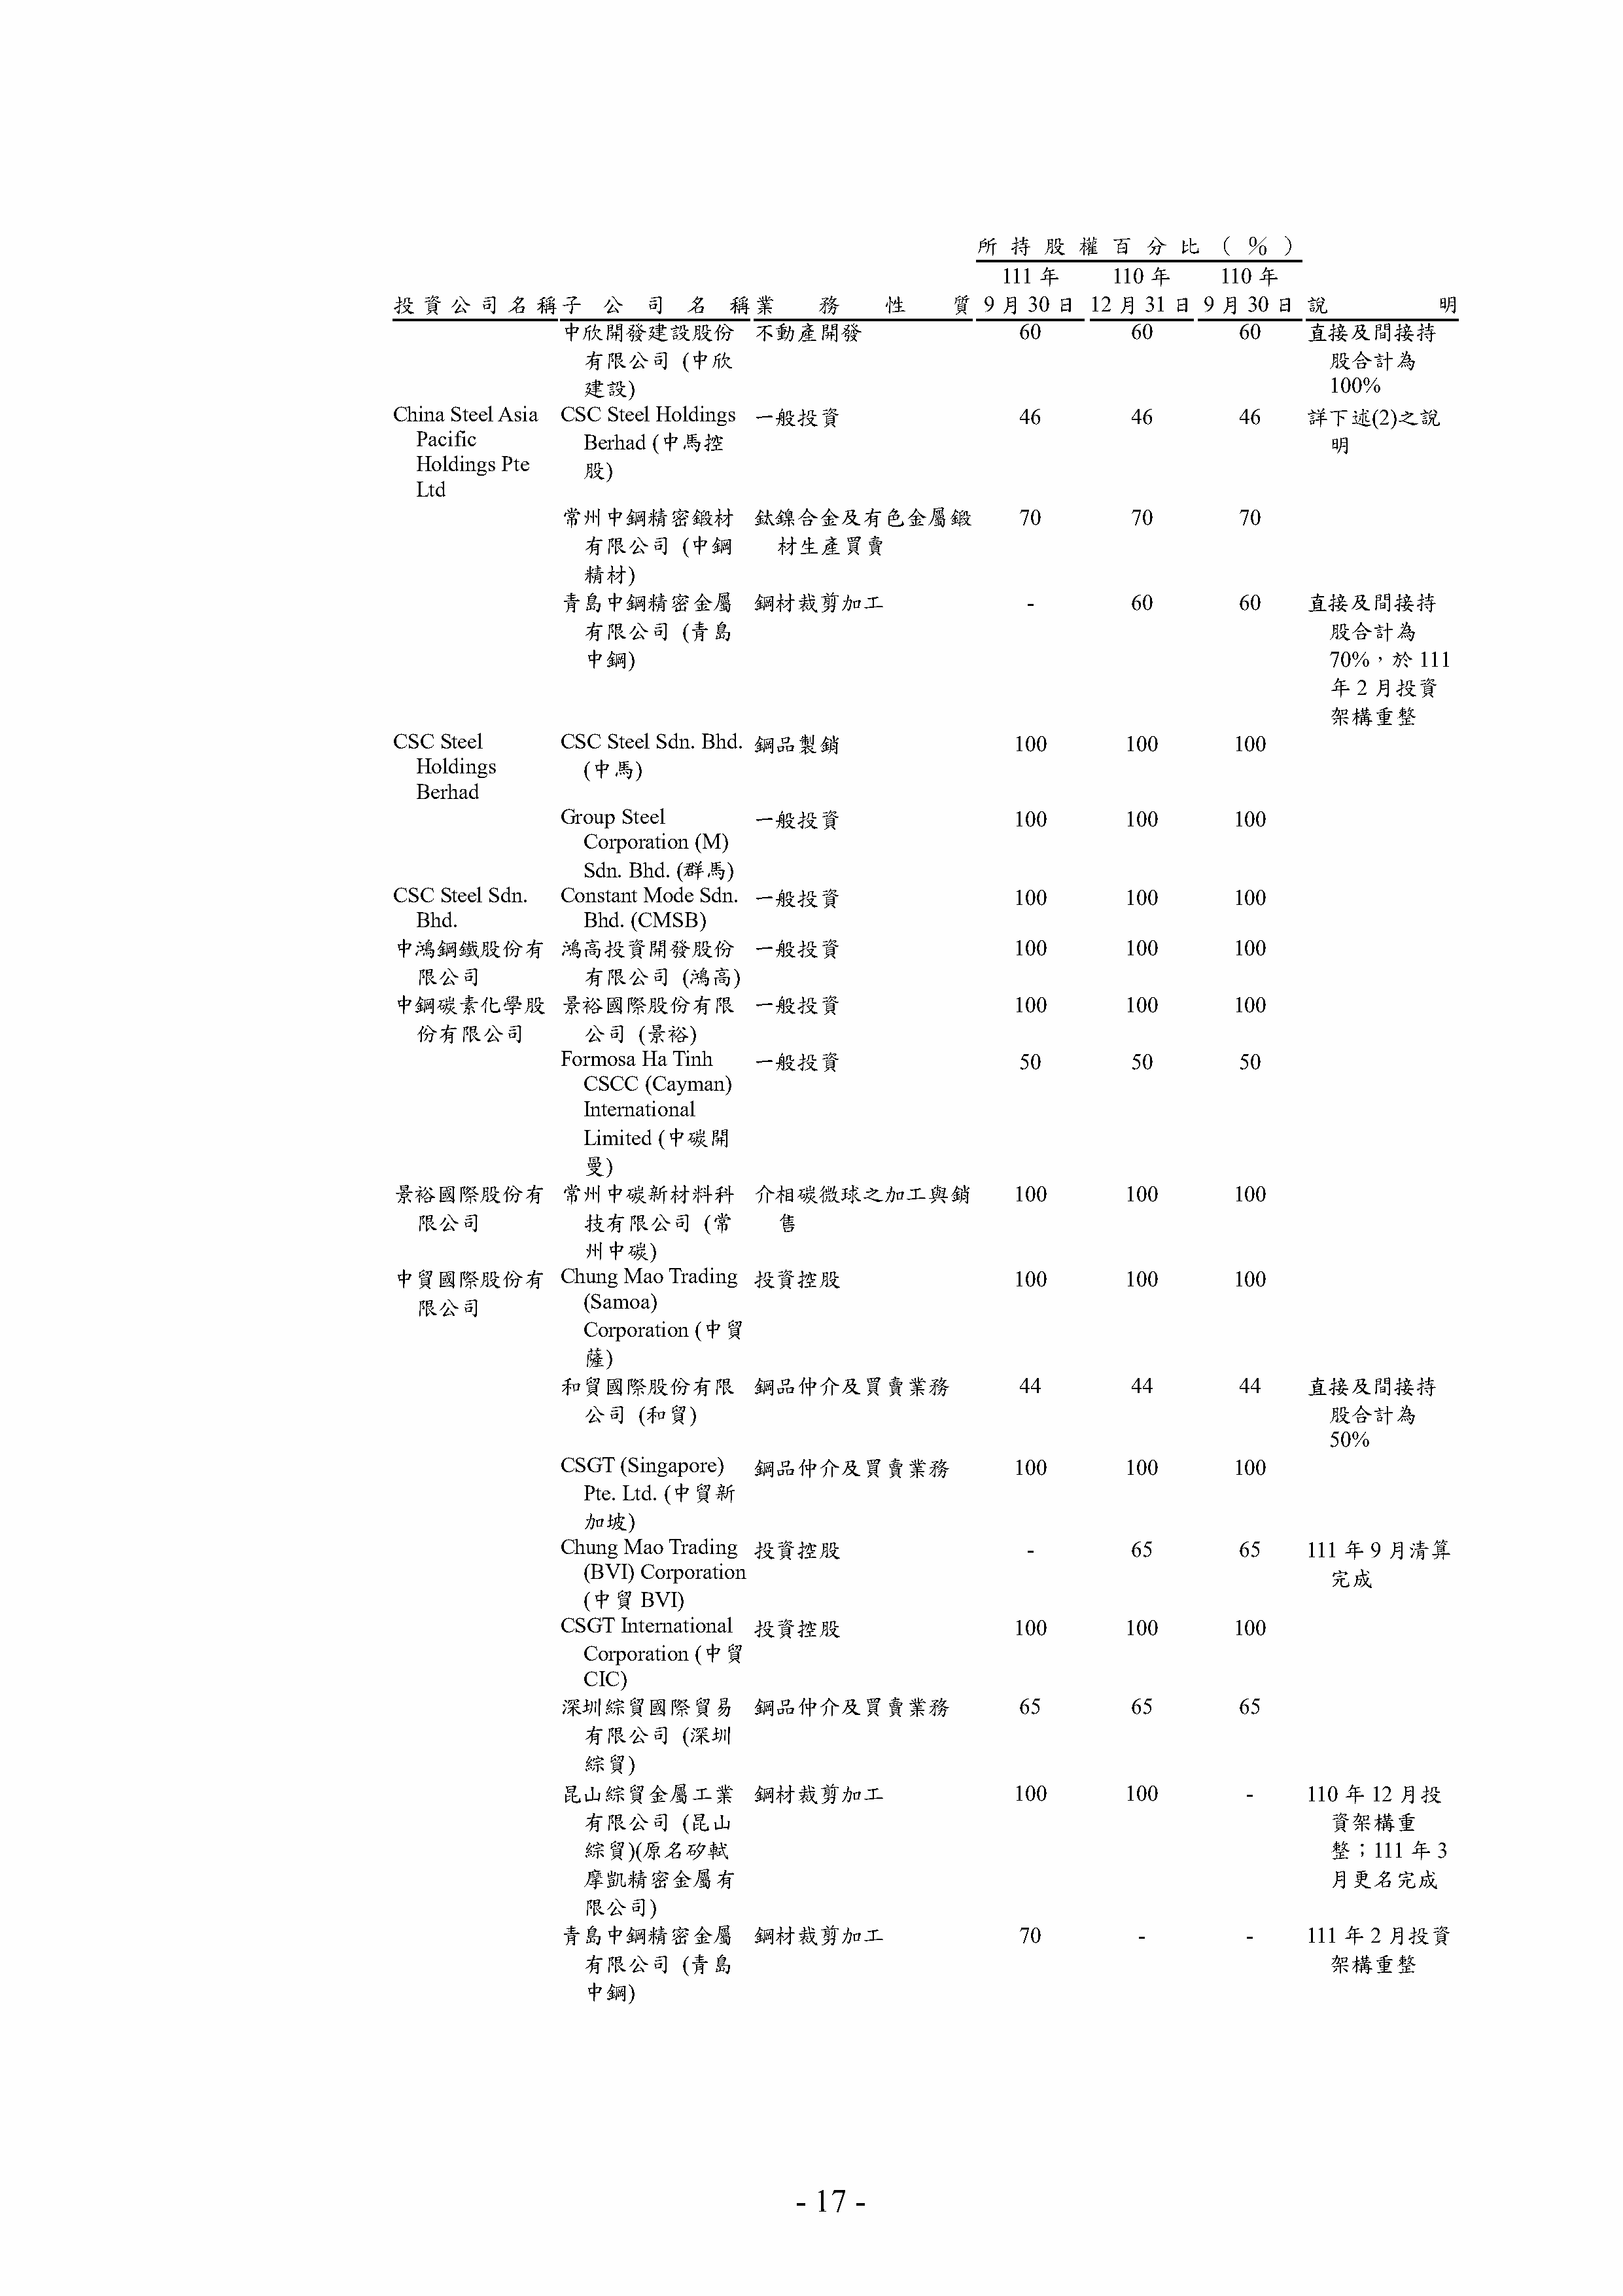 所持股權百分比（%）
111年 110年 110年
投資公司名稱 子公司名稱 業務性質 9月30日 12月31日 9月30日 說明
中欣開發建設股份 不動產開發 60 60 60 直接及間接持
有限公司 (中欣 股合計為
建設) 100%
China Steel Asia CSC Steel Holdings 一般投資 46 46 46 詳下述(2)之說
Pacific Berhad (中馬控 明
Holdings Pte 股)
Ltd
常州中鋼精密鍛材 鈦鎳合金及有色金屬鍛 70 70 70
有限公司 (中鋼 材生產買賣
精材)
青島中鋼精密金屬 鋼材裁剪加工 - 60 60 直接及間接持
有限公司 (青島 股合計為
中鋼) 70%，於 111
年 2 月投資
架構重整
CSC Steel CSC Steel Sdn. Bhd. 鋼品製銷 100 100 100
Holdings (中馬)
Berhad
Group Steel 一般投資 100 100 100
Corporation (M)
Sdn. Bhd. (群馬)
CSC Steel Sdn. Constant Mode Sdn. 一般投資 100 100 100
Bhd. Bhd. (CMSB)
中鴻鋼鐵股份有 鴻高投資開發股份 一般投資 100 100 100
限公司 有限公司 (鴻高)
中鋼碳素化學股 景裕國際股份有限 一般投資 100 100 100
份有限公司 公司 (景裕)
Formosa Ha Tinh 一般投資 50 50 50
CSCC (Cayman)
International
Limited (中碳開
曼)
景裕國際股份有 常州中碳新材料科 介相碳微球之加工與銷 100 100 100
限公司 技有限公司 (常 售
州中碳)
中貿國際股份有 Chung Mao Trading 投資控股 100 100 100
限公司 (Samoa)
Corporation (中貿
薩)
和貿國際股份有限 鋼品仲介及買賣業務 44 44 44 直接及間接持
公司 (和貿) 股合計為
50%
CSGT (Singapore) 鋼品仲介及買賣業務 100 100 100
Pte. Ltd. (中貿新
加坡)
Chung Mao Trading 投資控股 - 65 65 111 年 9 月清算
(BVI) Corporation 完成
(中貿 BVI)
CSGT International 投資控股 100 100 100
Corporation (中貿
CIC)
深圳綜貿國際貿易 鋼品仲介及買賣業務 65 65 65
有限公司 (深圳
綜貿)
昆山綜貿金屬工業 鋼材裁剪加工 100 100 - 110 年 12 月投
有限公司 (昆山 資架構重
綜貿)(原名矽軾 整；111 年 3
摩凱精密金屬有 月更名完成
限公司)
青島中鋼精密金屬 鋼材裁剪加工 70 - - 111 年 2 月投資
有限公司 (青島 架構重整
中鋼)
- 17 -